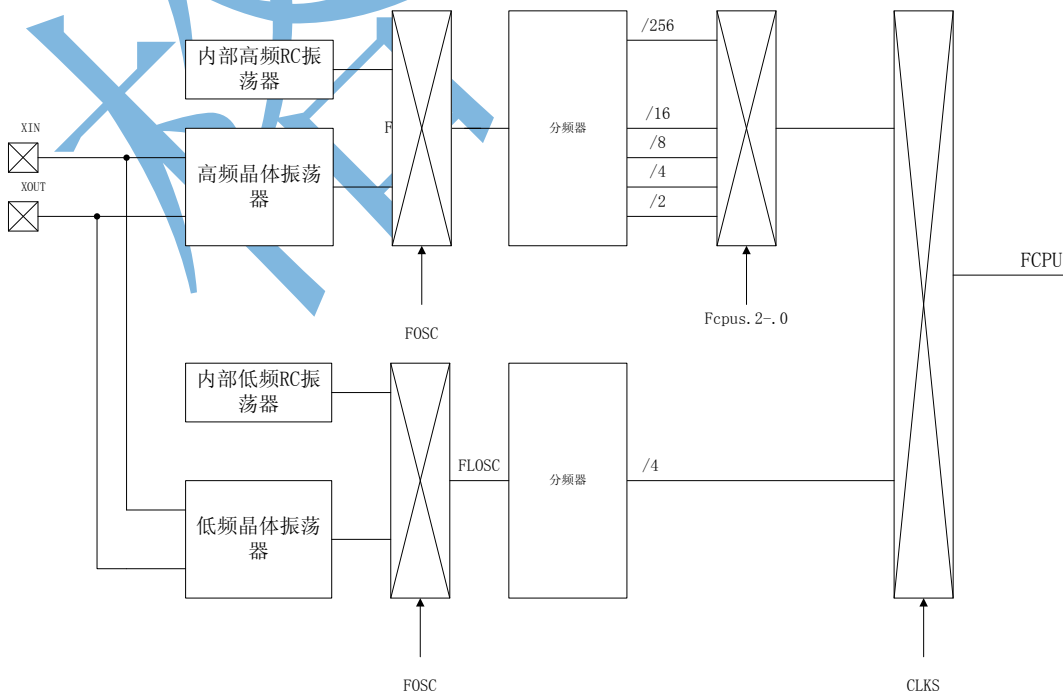 /256
内部高频RC振
荡器
XIN
/16
F
分频器
/8
高频晶体振荡
器
/4
XOUT
/2
FCPU
Fcpus.2-.0
FOSC
内部低频RC振
荡器
FLOSC
分频器
/4
低频晶体振荡
器
FOSC
CLKS